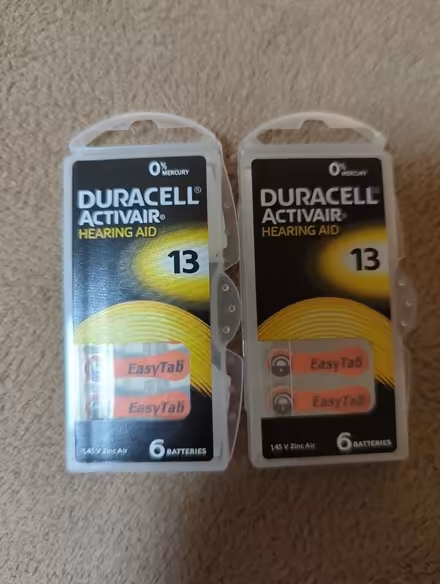 0%
MERCURY
DURACELL®
ACTIVAIR®
HEARING AID
13
EasyTab
EasyTab
1.45 V Zinc Air
6 BATTERIES
0%
MERCURY
DURACELL®
ACTIVAIR®
HEARING AID
13
EasyTab
EasyTab
1.45 V Zinc Air
6 BATTERIES